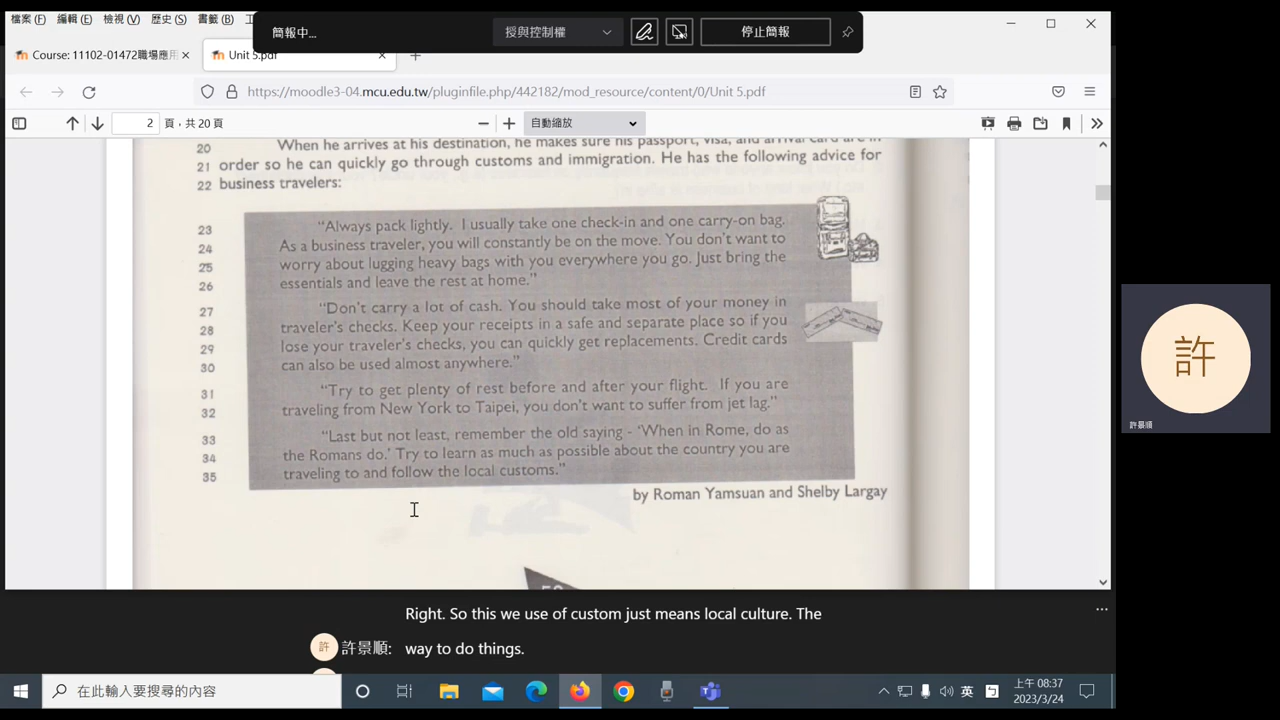 檔案(F) 編輯(E) 檢視(V) 歷史(S) 書籤(B)
簡報中... 授與控制權 停止簡報
Course: 11102-01472職場應用 Unit 5.pdf
https://moodle3-04.mcu.edu.tw/pluginfile.php/442182/mod_resource/content/0/Unit 5.pdf
2 頁，共 20 頁 自動縮放
20 When he arrives at his destination, he makes sure his passport, visa, and arrival card are in
21 order so he can quickly go through customs and immigration. He has the following advice for
22 business travelers:
23 "Always pack lightly. I usually take one check-in and one carry-on bag.
24 As a business traveler, you will constantly be on the move. You don't want to
25 worry about lugging heavy bags with you everywhere you go. Just bring the
26 essentials and leave the rest at home."
27 "Don't carry a lot of cash. You should take most of your money in
28 traveler's checks. Keep your receipts in a safe and separate place so if you
29 lose your traveler's checks, you can quickly get replacements. Credit cards
30 can also be used almost anywhere."
31 "Try to get plenty of rest before and after your flight. If you are
32 traveling from New York to Taipei, you don't want to suffer from jet lag."
33 "Last but not least, remember the old saying - 'When in Rome, do as
34 the Romans do.' Try to learn as much as possible about the country you are
35 traveling to and follow the local customs."
by Roman Yamsuan and Shelby Largay
Right. So this we use of custom just means local culture. The
許 許景順: way to do things.
許
許景順
在此輸入要搜尋的內容
英
上午 08:37
2023/3/24